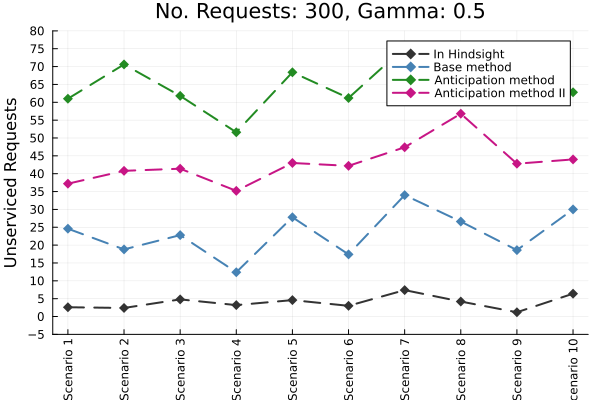 No. Requests: 300, Gamma: 0.5
Unserviced Requests
80
75
70
65
60
55
50
45
40
35
30
25
20
15
10
5
0
−5
In Hindsight
Base method
Anticipation method
Anticipation method II
Scenario 1
Scenario 2
Scenario 3
Scenario 4
Scenario 5
Scenario 6
Scenario 7
Scenario 8
Scenario 9
cenario 10